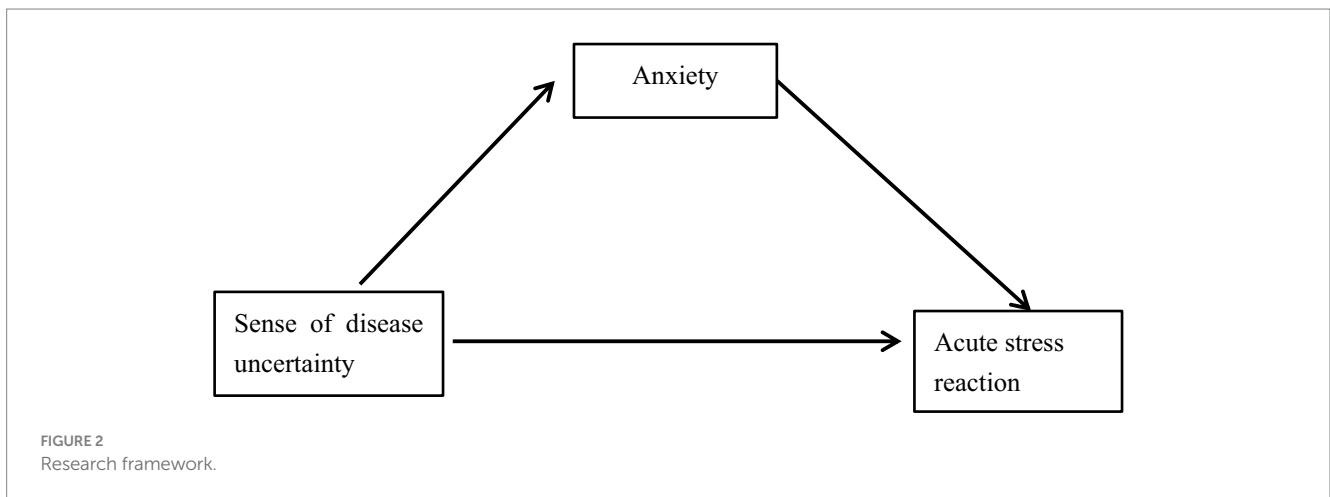 Anxiety
Sense of disease
uncertainty
Acute stress
reaction
FIGURE 2
Research framework.